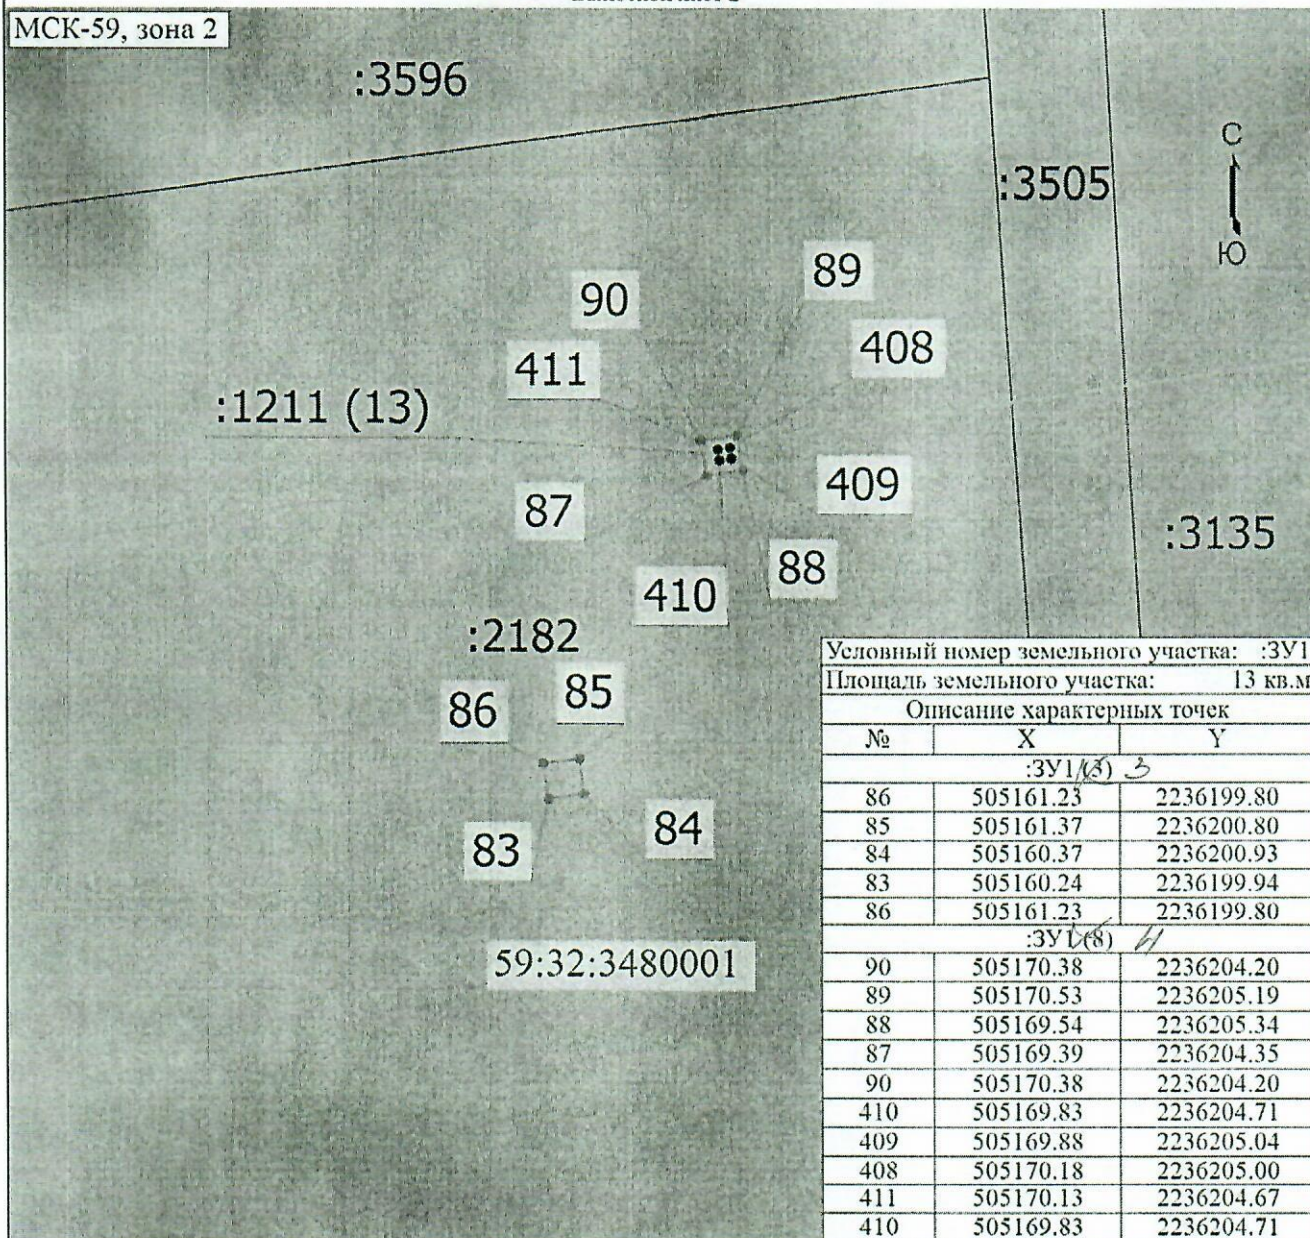 МСК-59, зона 2
:3596
С
:3505
Ю
89
90
408
411
:1211 (13)
409
87
:3135
88
410
:2182
85
86
84
83
59:32:3480001
Условный номер земельного участка: :ЗУ1
Площадь земельного участка: 13 кв.м
Описание характерных точек
№ X Y
:ЗУ1 3
86 505161.23 2236199.80
85 505161.37 2236200.80
84 505160.37 2236200.93
83 505160.24 2236199.94
86 505161.23 2236199.80
:ЗУ1 (8) 4
90 505170.38 2236204.20
89 505170.53 2236205.19
88 505169.54 2236205.34
87 505169.39 2236204.35
90 505170.38 2236204.20
410 505169.83 2236204.71
409 505169.88 2236205.04
408 505170.18 2236205.00
411 505170.13 2236204.67
410 505169.83 2236204.71